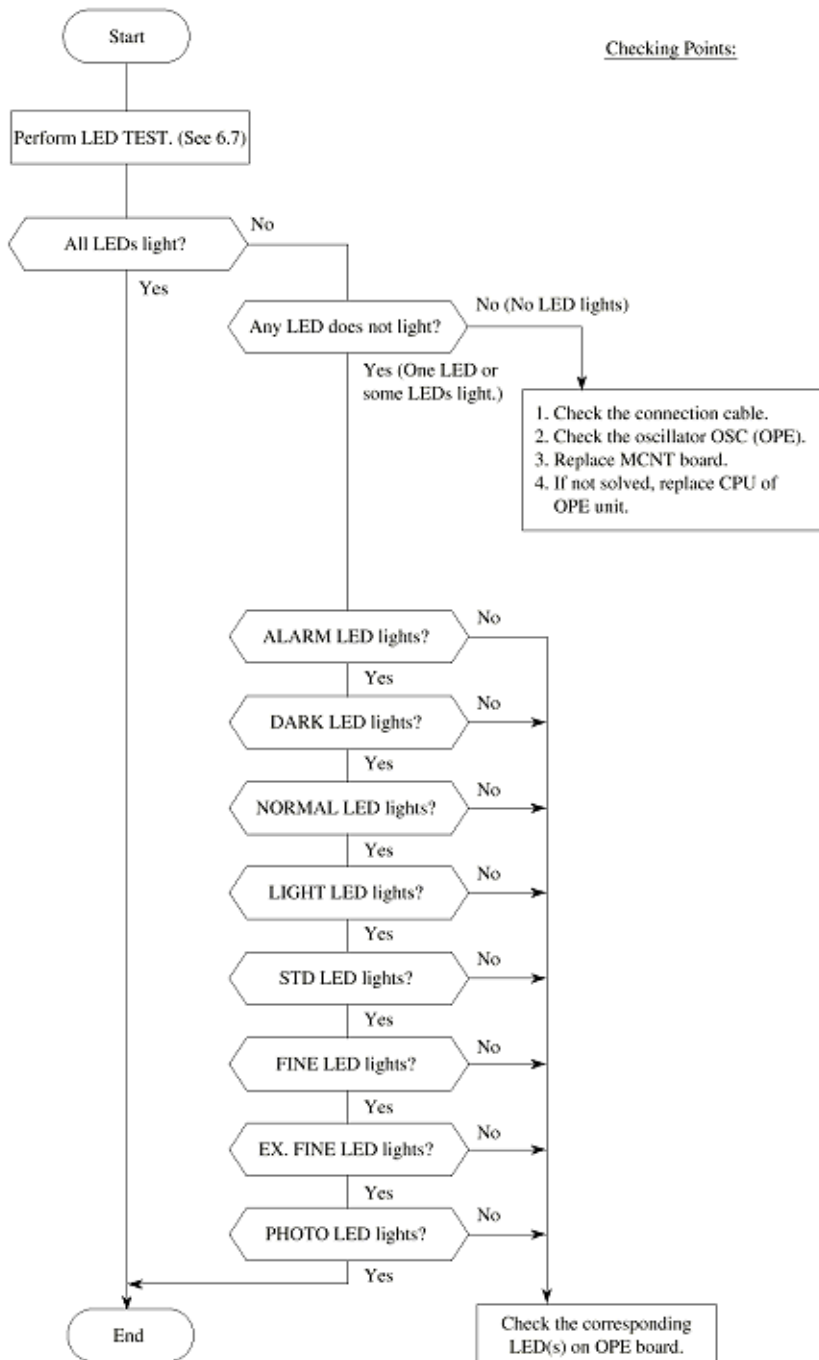 Start
Checking Points:
Perform LED TEST. (See 6.7)
All LEDs light?
No
Yes
Any LED does not light?
No (No LED lights)
Yes (One LED or
some LEDs light.)
1. Check the connection cable.
2. Check the oscillator OSC (OPE).
3. Replace MCNT board.
4. If not solved, replace CPU of
OPE unit.
ALARM LED lights?
No
Yes
DARK LED lights?
No
Yes
NORMAL LED lights?
No
Yes
LIGHT LED lights?
No
Yes
STD LED lights?
No
Yes
FINE LED lights?
No
Yes
EX. FINE LED lights?
No
Yes
PHOTO LED lights?
No
Yes
End
Check the corresponding
LED(s) on OPE board.